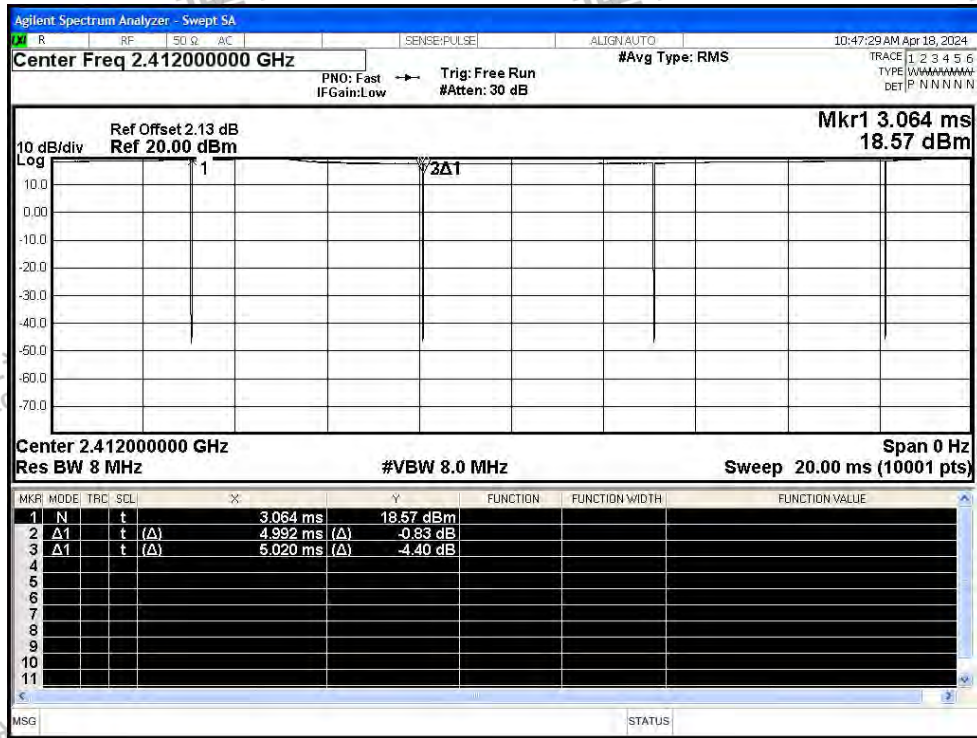 Agilent Spectrum Analyzer - Swept SA
LXI R RF 50 Ω AC SENSE:PULSE ALIGN AUTO 10:47:29 AM Apr 18, 2024
Center Freq 2.412000000 GHz #Avg Type: RMS TRACE 1 2 3 4 5 6
PNO: Fast Trig: Free Run TYPE WWWWWW
IFGain:Low #Atten: 30 dB DET P N N N N N
Mkr1 3.064 ms
Ref Offset 2.13 dB
10 dB/div Ref 20.00 dBm 18.57 dBm
Log
1 3Δ1
10.0
0.00
-10.0
-20.0
-30.0
-40.0
-50.0
-60.0
-70.0
Center 2.412000000 GHz Span 0 Hz
Res BW 8 MHz #VBW 8.0 MHz Sweep 20.00 ms (10001 pts)
MKR MODE TRC SCL X Y FUNCTION FUNCTION WIDTH FUNCTION VALUE
1 N t 3.064 ms 18.57 dBm
2 Δ1 t (Δ) 4.992 ms (Δ) -0.83 dB
3 Δ1 t (Δ) 5.020 ms (Δ) -4.40 dB
4
5
6
7
8
9
10
11
MSG STATUS